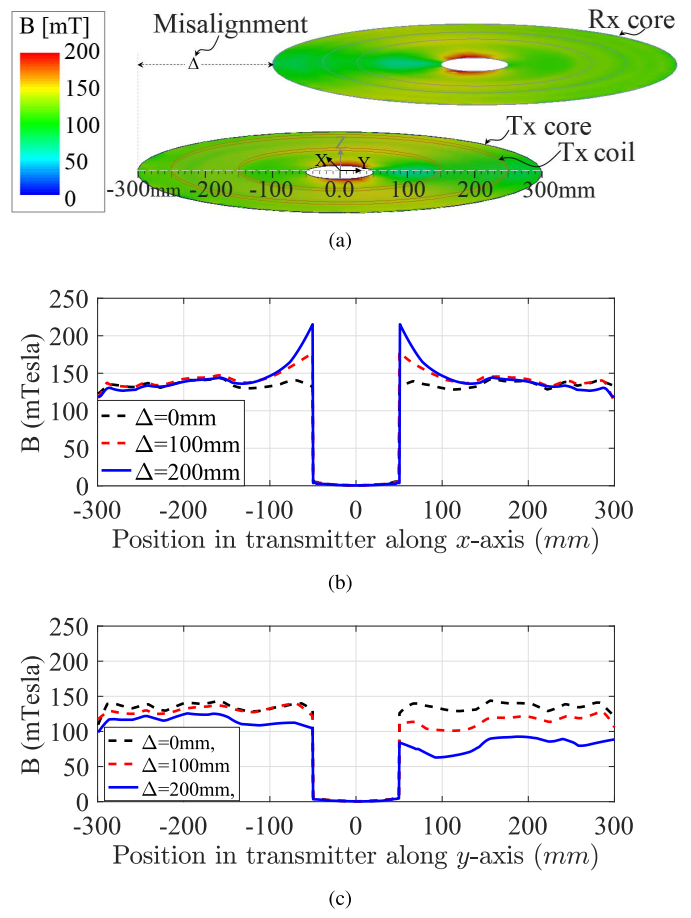 B [mT]
Misalignment
Rx core
200
150
100
50
0
Δ
Tx core
Tx coil
X
Y
-300mm -200 -100 0.0 100 200 300mm
(a)
250
200
150
100
50
0
B (mTesla)
Δ=0mm
Δ=100mm
Δ=200mm
-300 -200 -100 0 100 200 300
Position in transmitter along x-axis (mm)
(b)
250
200
150
100
50
0
B (mTesla)
Δ=0mm,
Δ=100mm
Δ=200mm,
-300 -200 -100 0 100 200 300
Position in transmitter along y-axis (mm)
(c)